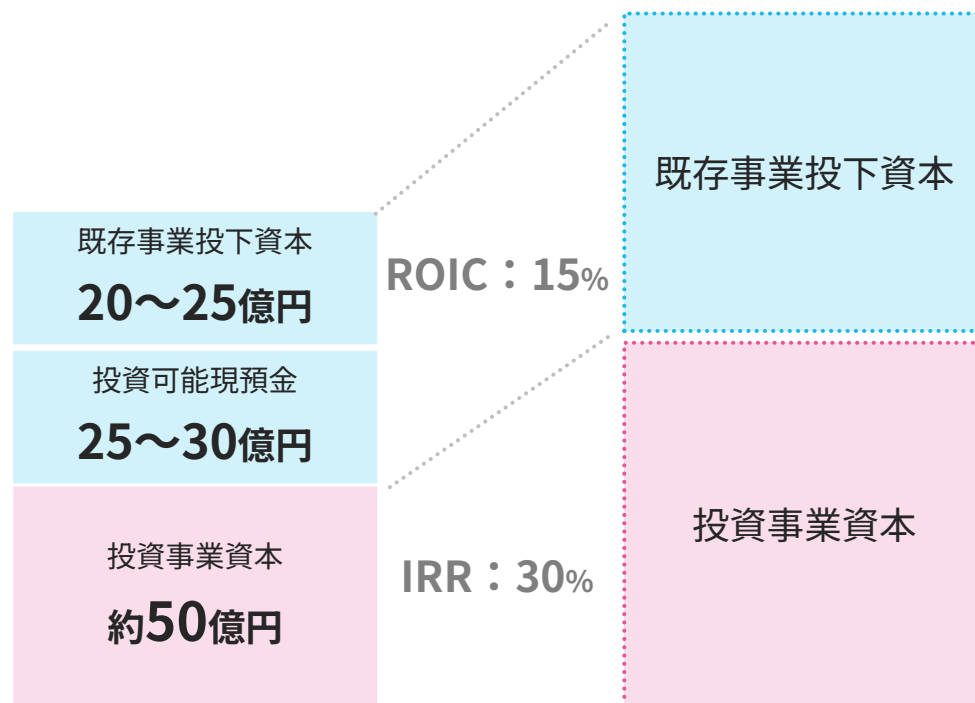 既存事業投下資本
既存事業投下資本
20〜25億円
ROIC：15%
投資可能現預金
25〜30億円
投資事業資本
投資事業資本
約50億円
IRR：30%